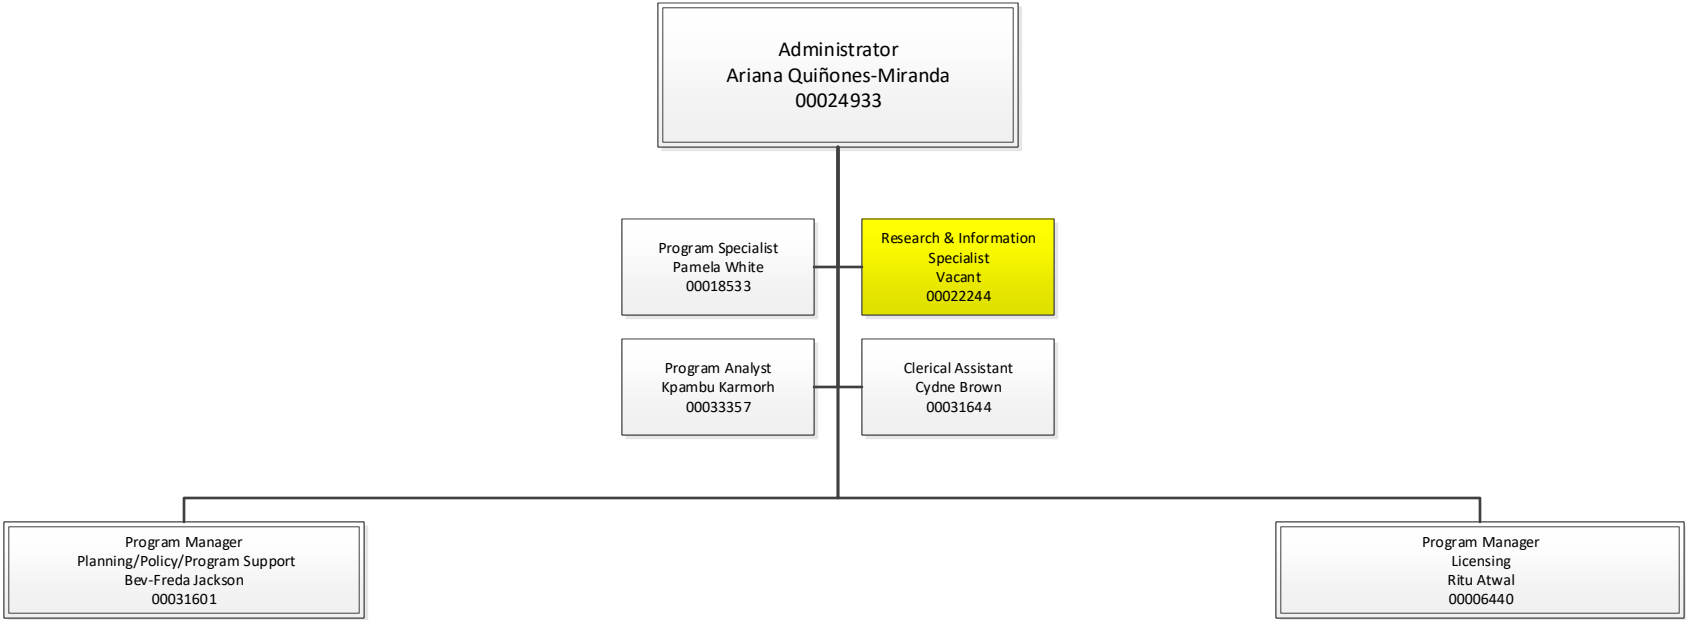 Administrator
Ariana Quiñones-Miranda
00024933
Program Specialist
Pamela White
00018533
Research & Information
Specialist
Vacant
00022244
Program Analyst
Kpambu Karmorh
00033357
Clerical Assistant
Cydne Brown
00031644
Program Manager
Planning/Policy/Program Support
Bev-Freda Jackson
00031601
Program Manager
Licensing
Ritu Atwal
00006440